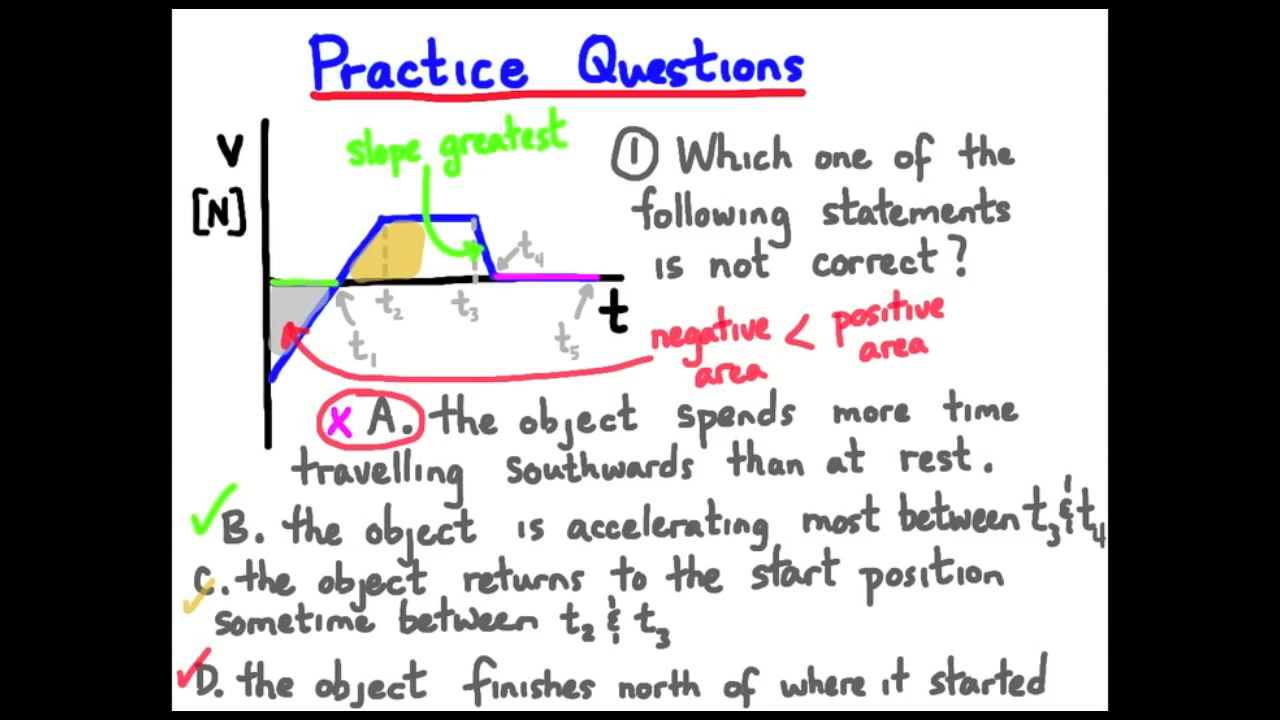 Practice Questions
V
[N]
slope greatest
① Which one of the
following statements
is not correct?
t₄
t₂
t₃
t
t₁
t₅
negative < positive
area area
x A. the object spends more time
travelling southwards than at rest.
✓ B. the object is accelerating most between t₃ & t₄
✓ C. the object returns to the start position
sometime between t₂ & t₃
✓ D. the object finishes north of where it started